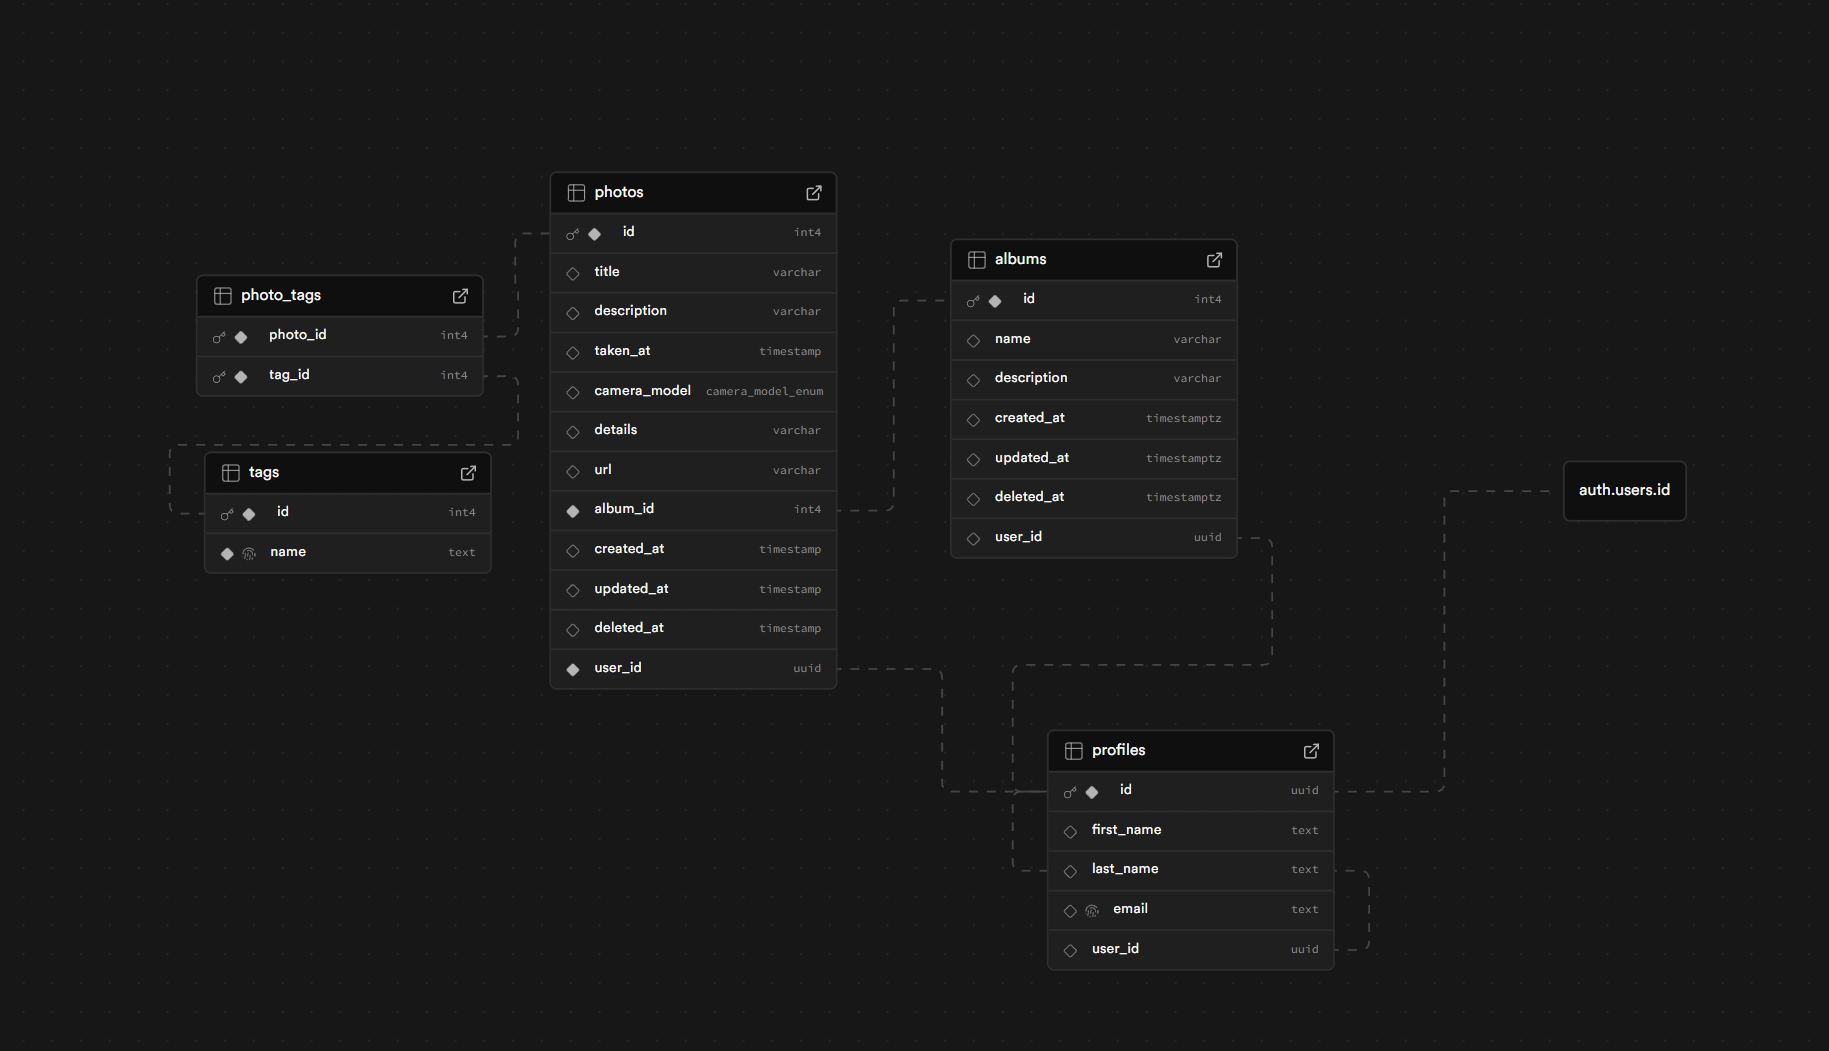 photos
id int4
title varchar
description varchar
taken_at timestamp
camera_model camera_model_enum
details varchar
url varchar
album_id int4
created_at timestamp
updated_at timestamp
deleted_at timestamp
user_id uuid
photo_tags
photo_id int4
tag_id int4
tags
id int4
name text
albums
id int4
name varchar
description varchar
created_at timestamptz
updated_at timestamptz
deleted_at timestamptz
user_id uuid
auth.users.id
profiles
id uuid
first_name text
last_name text
email text
user_id uuid